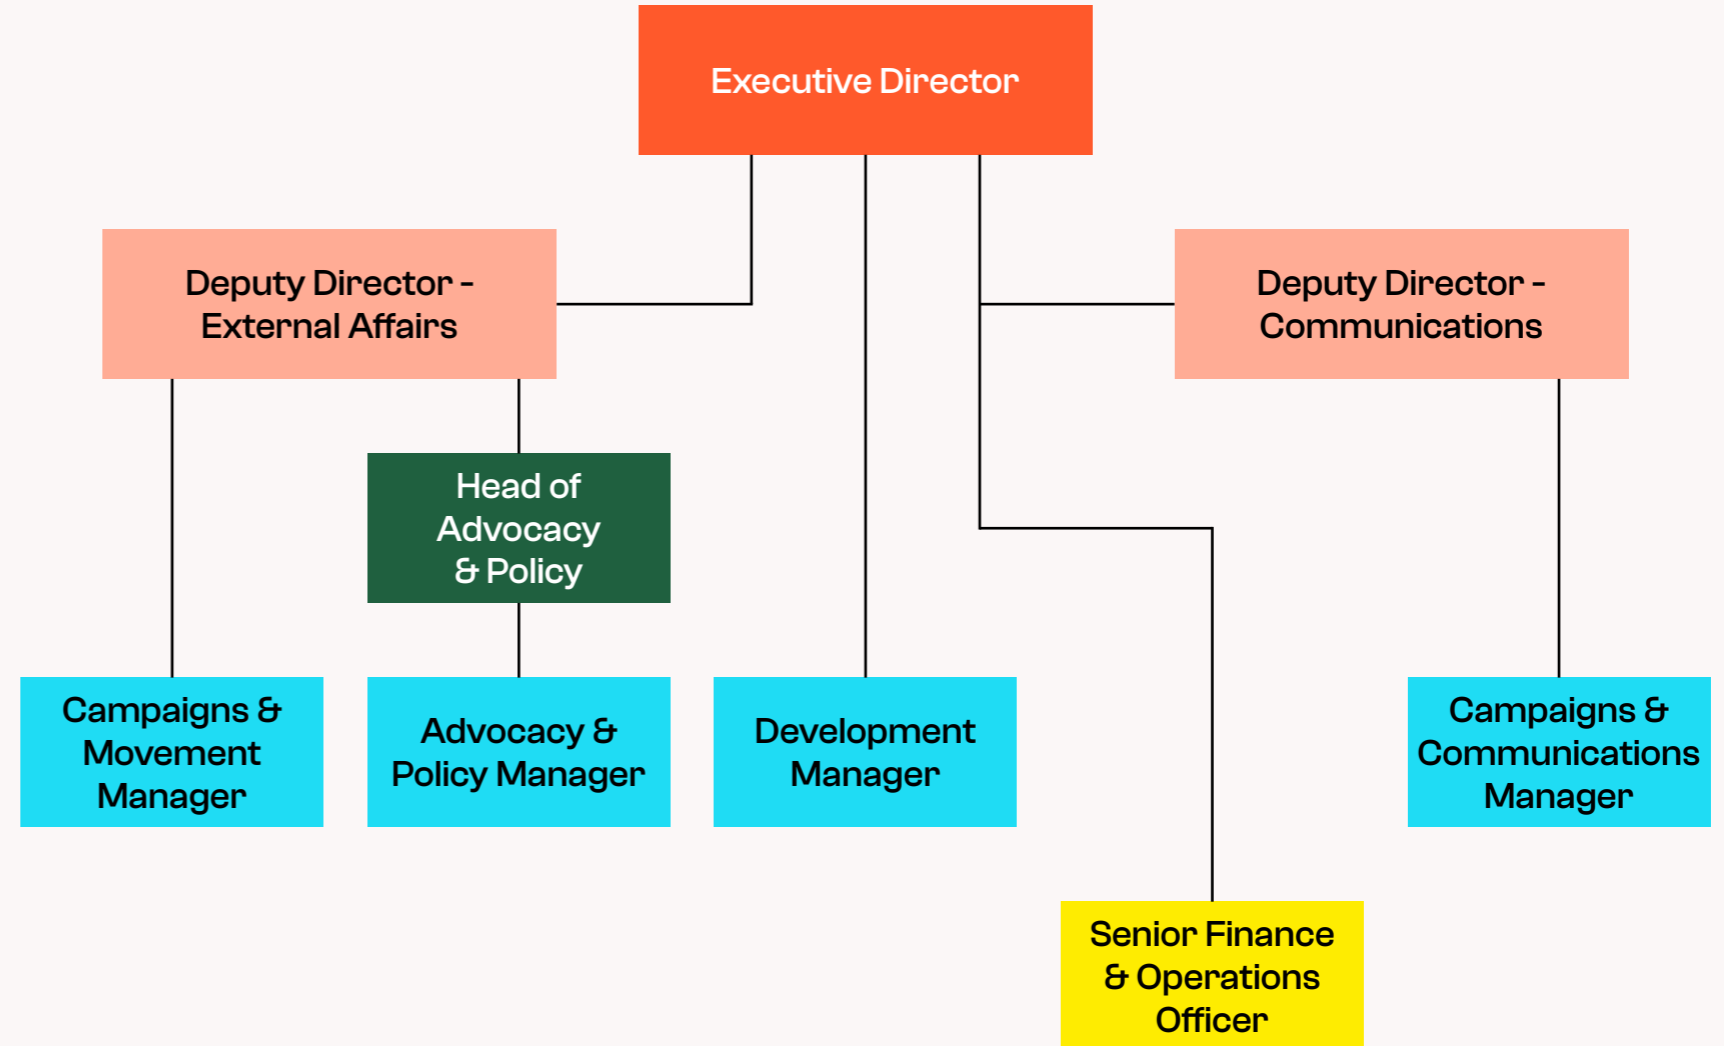 Executive Director
Deputy Director -
External Affairs
Deputy Director -
Communications
Head of
Advocacy
& Policy
Campaigns &
Movement
Manager
Advocacy &
Policy Manager
Development
Manager
Campaigns &
Communications
Manager
Senior Finance
& Operations
Officer